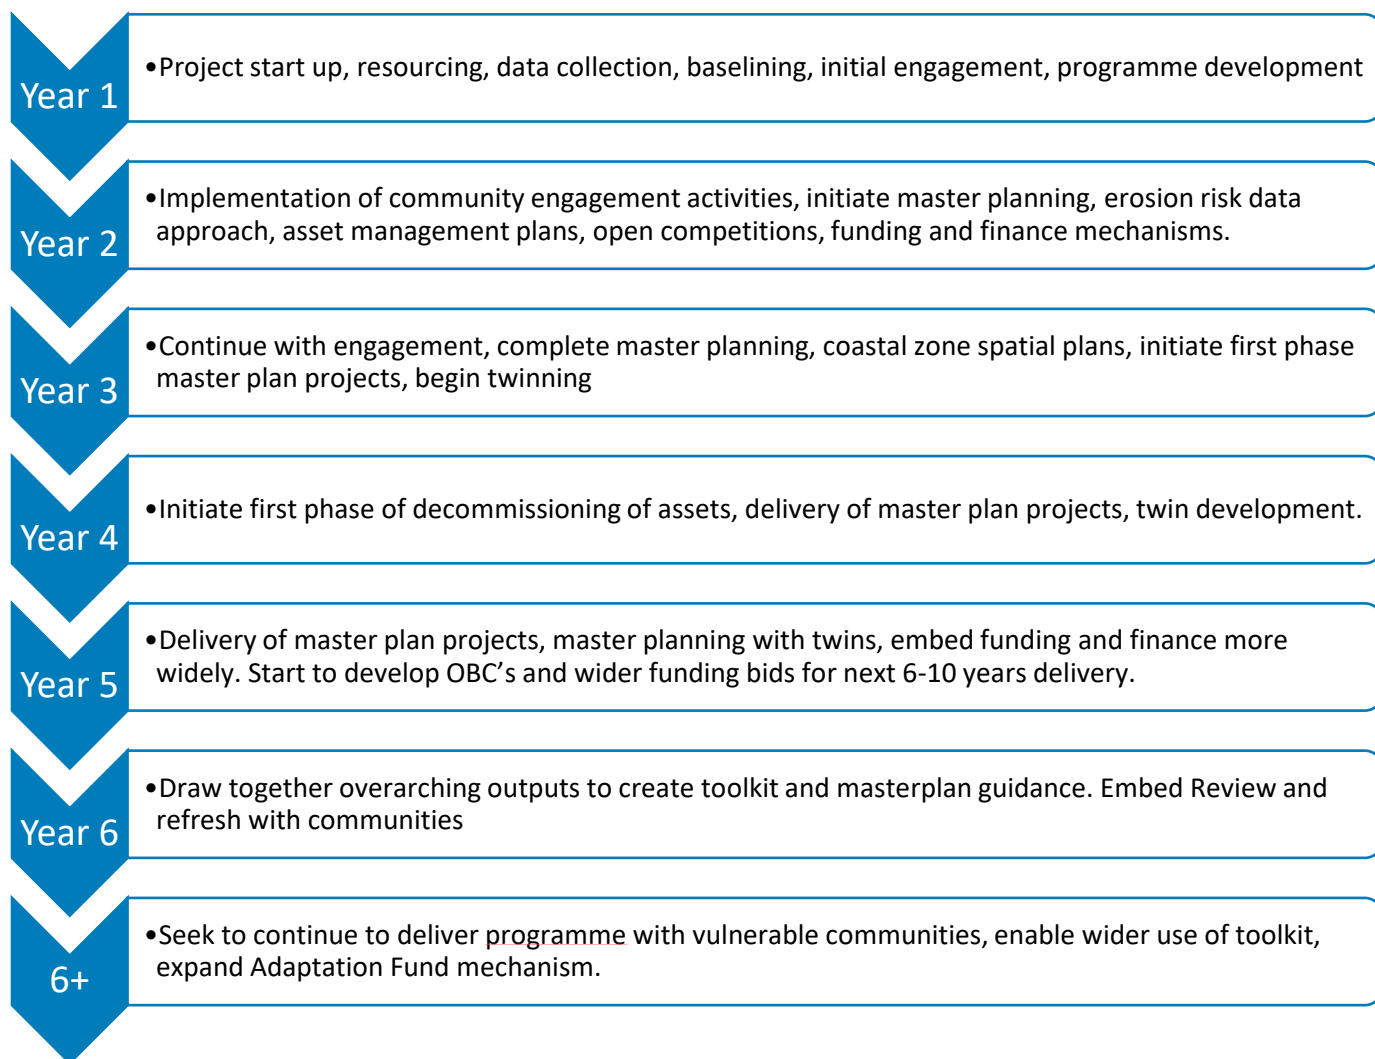 Year 1
•Project start up, resourcing, data collection, baselining, initial engagement, programme development
Year 2
•Implementation of community engagement activities, initiate master planning, erosion risk data
approach, asset management plans, open competitions, funding and finance mechanisms.
Year 3
•Continue with engagement, complete master planning, coastal zone spatial plans, initiate first phase
master plan projects, begin twinning
Year 4
•Initiate first phase of decommissioning of assets, delivery of master plan projects, twin development.
Year 5
•Delivery of master plan projects, master planning with twins, embed funding and finance more
widely. Start to develop OBC’s and wider funding bids for next 6-10 years delivery.
Year 6
•Draw together overarching outputs to create toolkit and masterplan guidance. Embed Review and
refresh with communities
6+
•Seek to continue to deliver programme with vulnerable communities, enable wider use of toolkit,
expand Adaptation Fund mechanism.